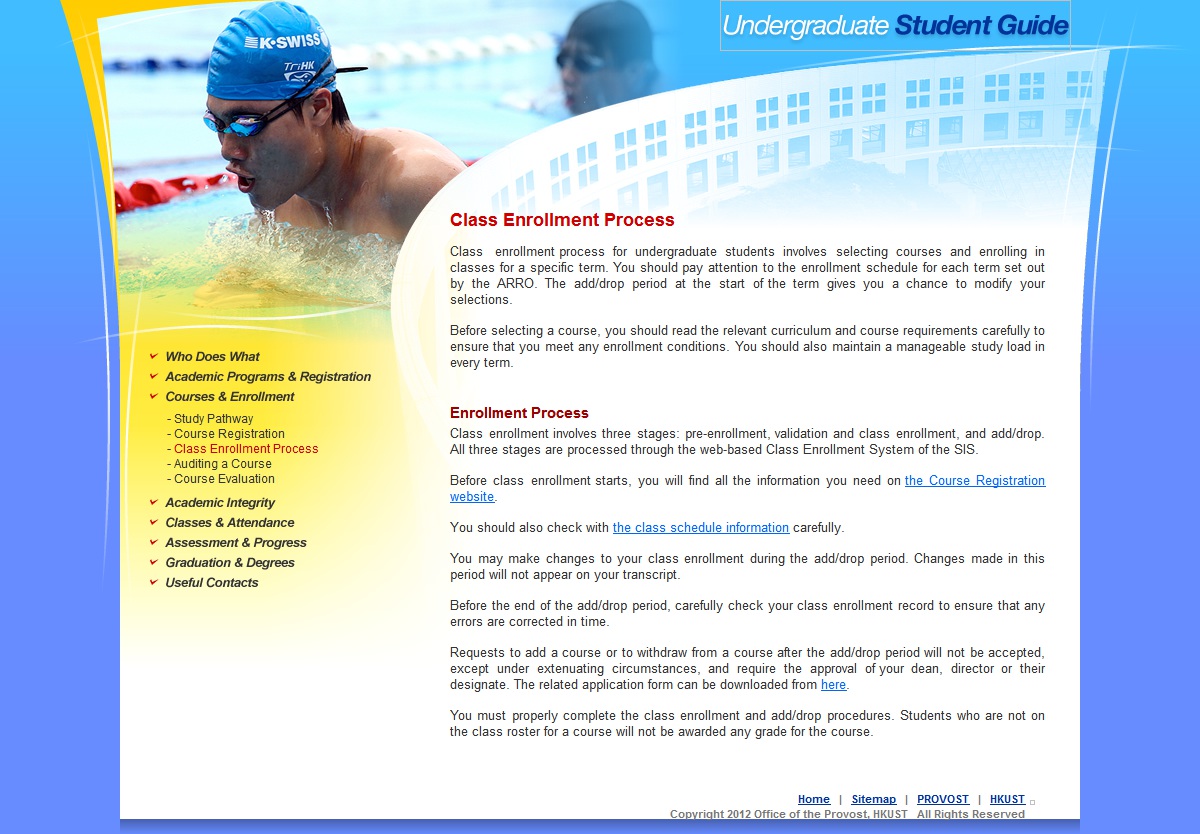 Undergraduate Student Guide
K·SWISS
TriHK
Class Enrollment Process
Class enrollment process for undergraduate students involves selecting courses and enrolling in
classes for a specific term. You should pay attention to the enrollment schedule for each term set out
by the ARRO. The add/drop period at the start of the term gives you a chance to modify your
selections.
Before selecting a course, you should read the relevant curriculum and course requirements carefully to
ensure that you meet any enrollment conditions. You should also maintain a manageable study load in
every term.
Who Does What
Academic Programs & Registration
Courses & Enrollment
- Study Pathway
- Course Registration
- Class Enrollment Process
- Auditing a Course
- Course Evaluation
Academic Integrity
Classes & Attendance
Assessment & Progress
Graduation & Degrees
Useful Contacts
Enrollment Process
Class enrollment involves three stages: pre-enrollment, validation and class enrollment, and add/drop.
All three stages are processed through the web-based Class Enrollment System of the SIS.
Before class enrollment starts, you will find all the information you need on the Course Registration
website.
You should also check with the class schedule information carefully.
You may make changes to your class enrollment during the add/drop period. Changes made in this
period will not appear on your transcript.
Before the end of the add/drop period, carefully check your class enrollment record to ensure that any
errors are corrected in time.
Requests to add a course or to withdraw from a course after the add/drop period will not be accepted,
except under extenuating circumstances, and require the approval of your dean, director or their
designate. The related application form can be downloaded from here.
You must properly complete the class enrollment and add/drop procedures. Students who are not on
the class roster for a course will not be awarded any grade for the course.
Home | Sitemap | PROVOST | HKUST
Copyright 2012 Office of the Provost, HKUST All Rights Reserved